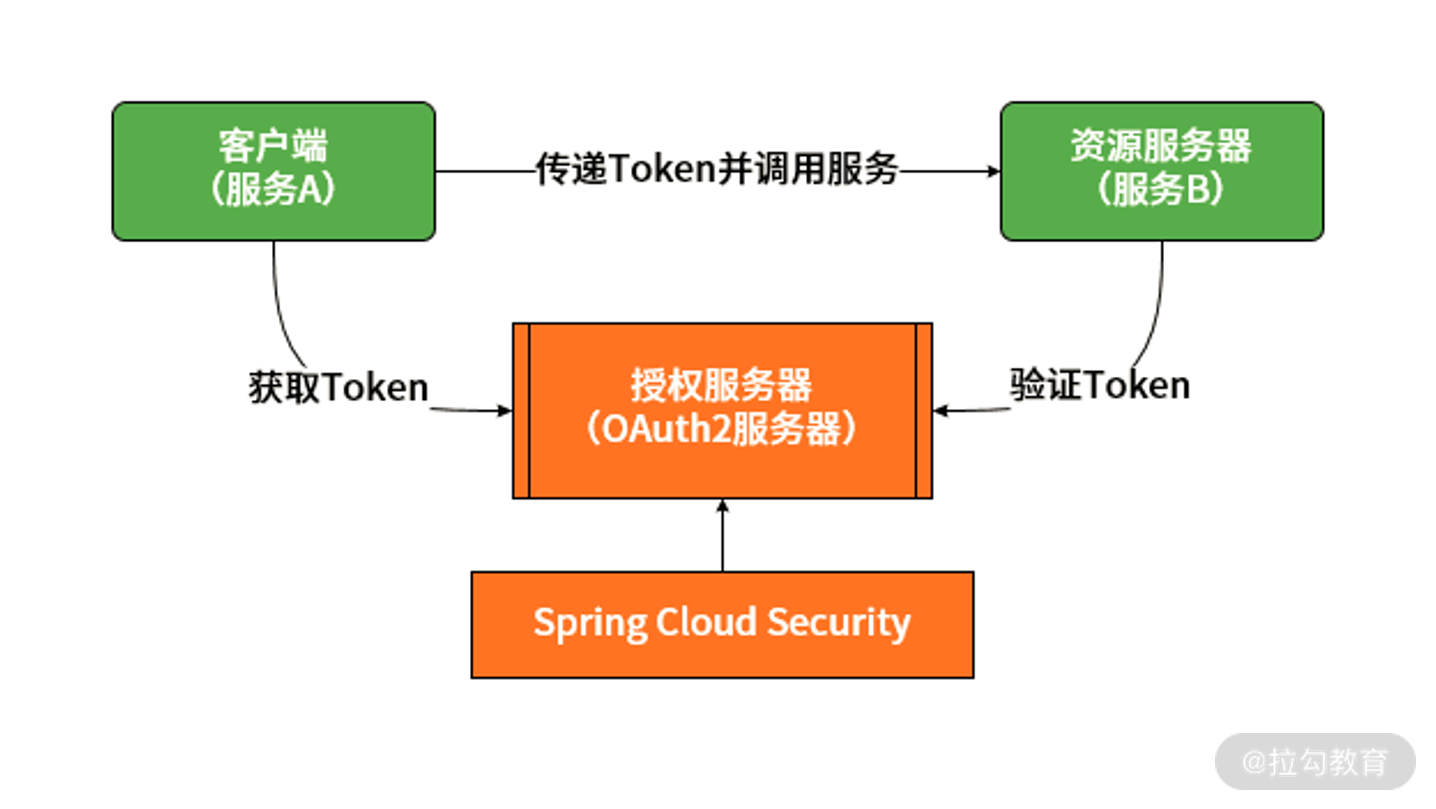 客户端
（服务A）
传递Token并调用服务
资源服务器
（服务B）
获取Token
授权服务器
（OAuth2服务器）
验证Token
Spring Cloud Security
@拉勾教育